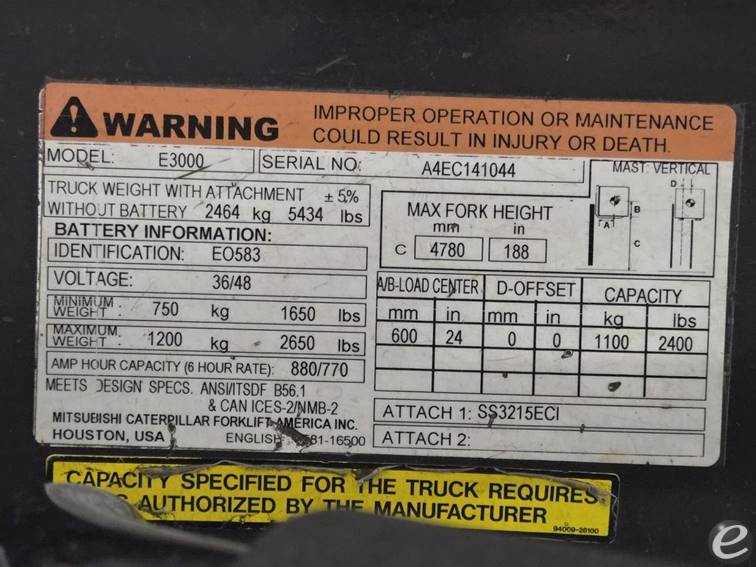 WARNING
IMPROPER OPERATION OR MAINTENANCE
COULD RESULT IN INJURY OR DEATH.
MODEL: E3000
SERIAL NO: A4EC141044
MAST: VERTICAL
TRUCK WEIGHT WITH ATTACHMENT ± 5%
WITHOUT BATTERY 2464 kg 5434 lbs
BATTERY INFORMATION:
IDENTIFICATION: EO583
VOLTAGE: 36/48
MINIMUM
WEIGHT : 750 kg 1650 lbs
MAXIMUM
WEIGHT : 1200 kg 2650 lbs
AMP HOUR CAPACITY (6 HOUR RATE): 880/770
MEETS DESIGN SPECS. ANSI/ITSDF B56.1
& CAN ICES-2/NMB-2
MITSUBISHI CATERPILLAR FORKLIFT AMERICA INC.
HOUSTON, USA ENGLISH
MAX FORK HEIGHT
mm in
C 4780 188
D
B
A
C
A/B-LOAD CENTER D-OFFSET CAPACITY
mm in mm in kg lbs
600 24 0 0 1100 2400
ATTACH 1: SS3215ECI
ATTACH 2:
CAPACITY SPECIFIED FOR THE TRUCK REQUIRES
AUTHORIZED BY THE MANUFACTURER
94009-26100
e